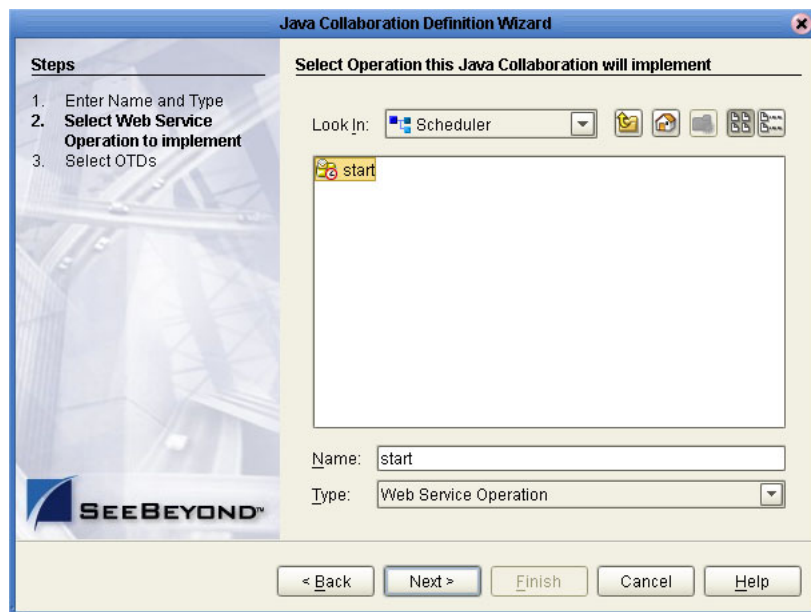 Java Collaboration Definition Wizard
Steps
1. Enter Name and Type
2. Select Web Service
Operation to implement
3. Select OTDs
SEEBEYOND™
Select Operation this Java Collaboration will implement
Look In: Scheduler
start
Name: start
Type: Web Service Operation
< Back Next > Finish Cancel Help